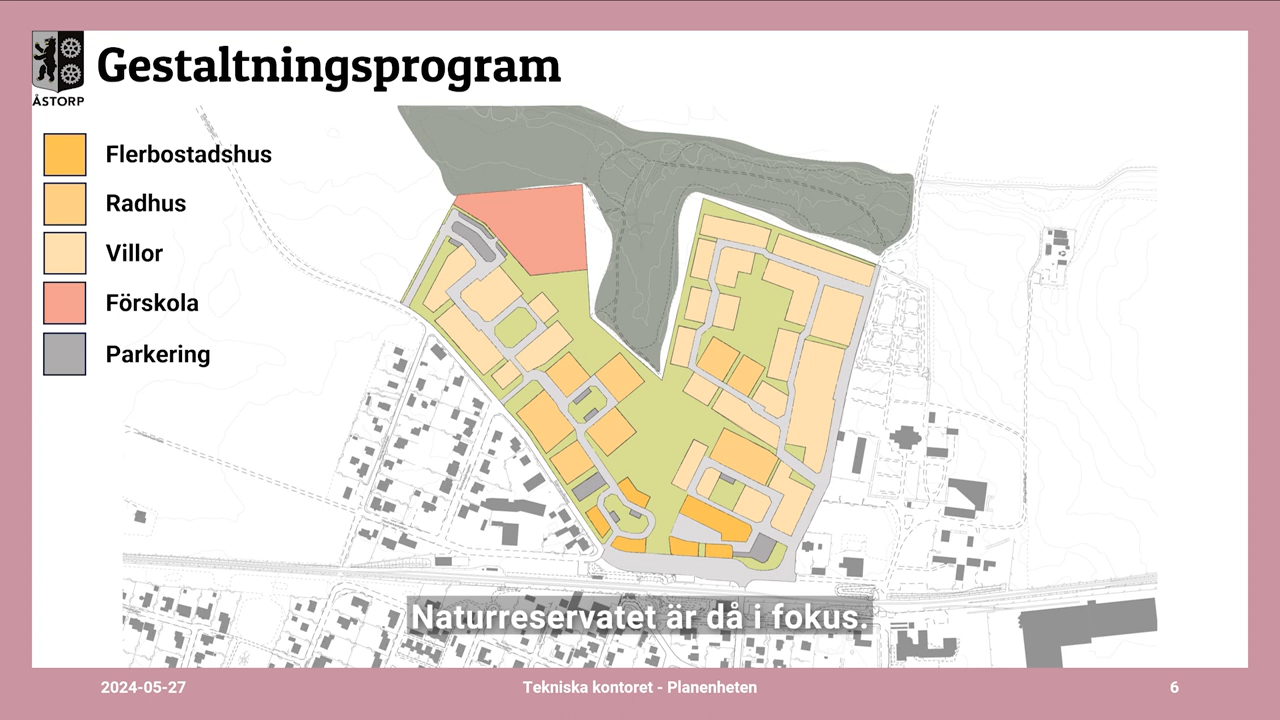 Gestaltningsprogram
ÅSTORP
Flerbostadshus
Radhus
Villor
Förskola
Parkering
Naturreservatet är då i fokus.
2024-05-27
Tekniska kontoret - Planenheten
6